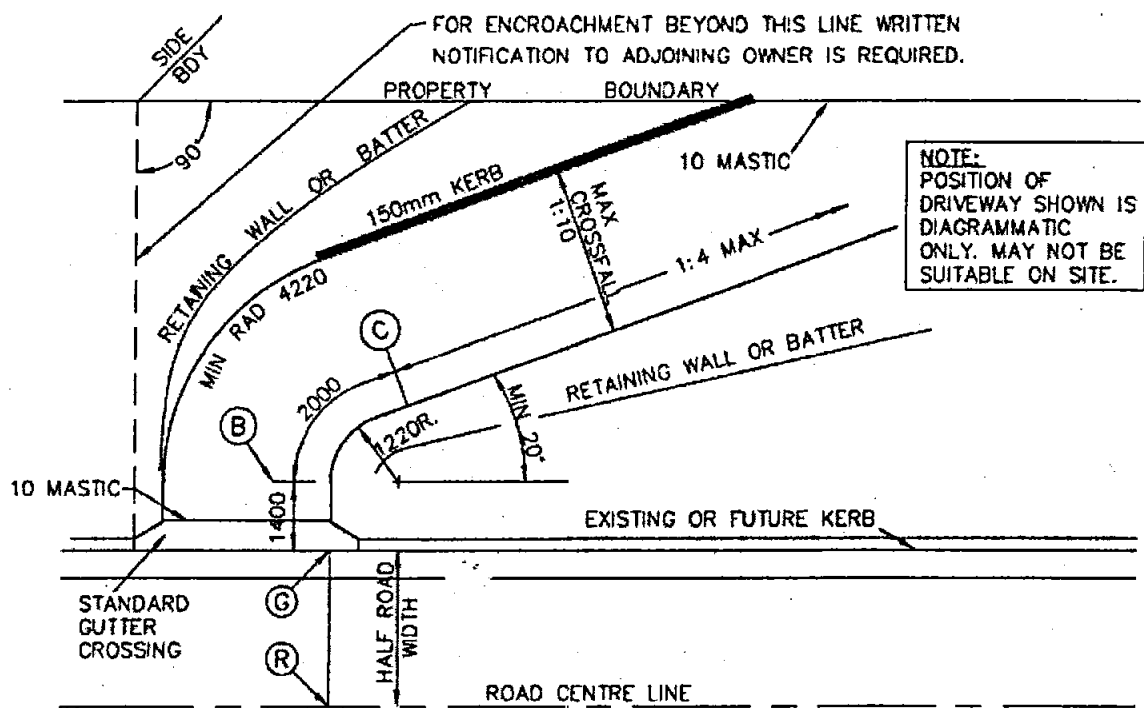 FOR ENCROACHMENT BEYOND THIS LINE WRITTEN
NOTIFICATION TO ADJOINING OWNER IS REQUIRED.
SIDE
BDY
PROPERTY BOUNDARY
90°
10 MASTIC
NOTE:
POSITION OF
DRIVEWAY SHOWN IS
DIAGRAMMATIC
ONLY. MAY NOT BE
SUITABLE ON SITE.
RETAINING WALL OR BATTER
150mm KERB
MAX
CROSSFALL
1:10
MIN RAD 4220
1:4 MAX
C
2000
RETAINING WALL OR BATTER
1220R.
MIN 20°
B
10 MASTIC
1400
EXISTING OR FUTURE KERB
STANDARD
GUTTER
CROSSING
G
HALF ROAD
WIDTH
R
ROAD CENTRE LINE